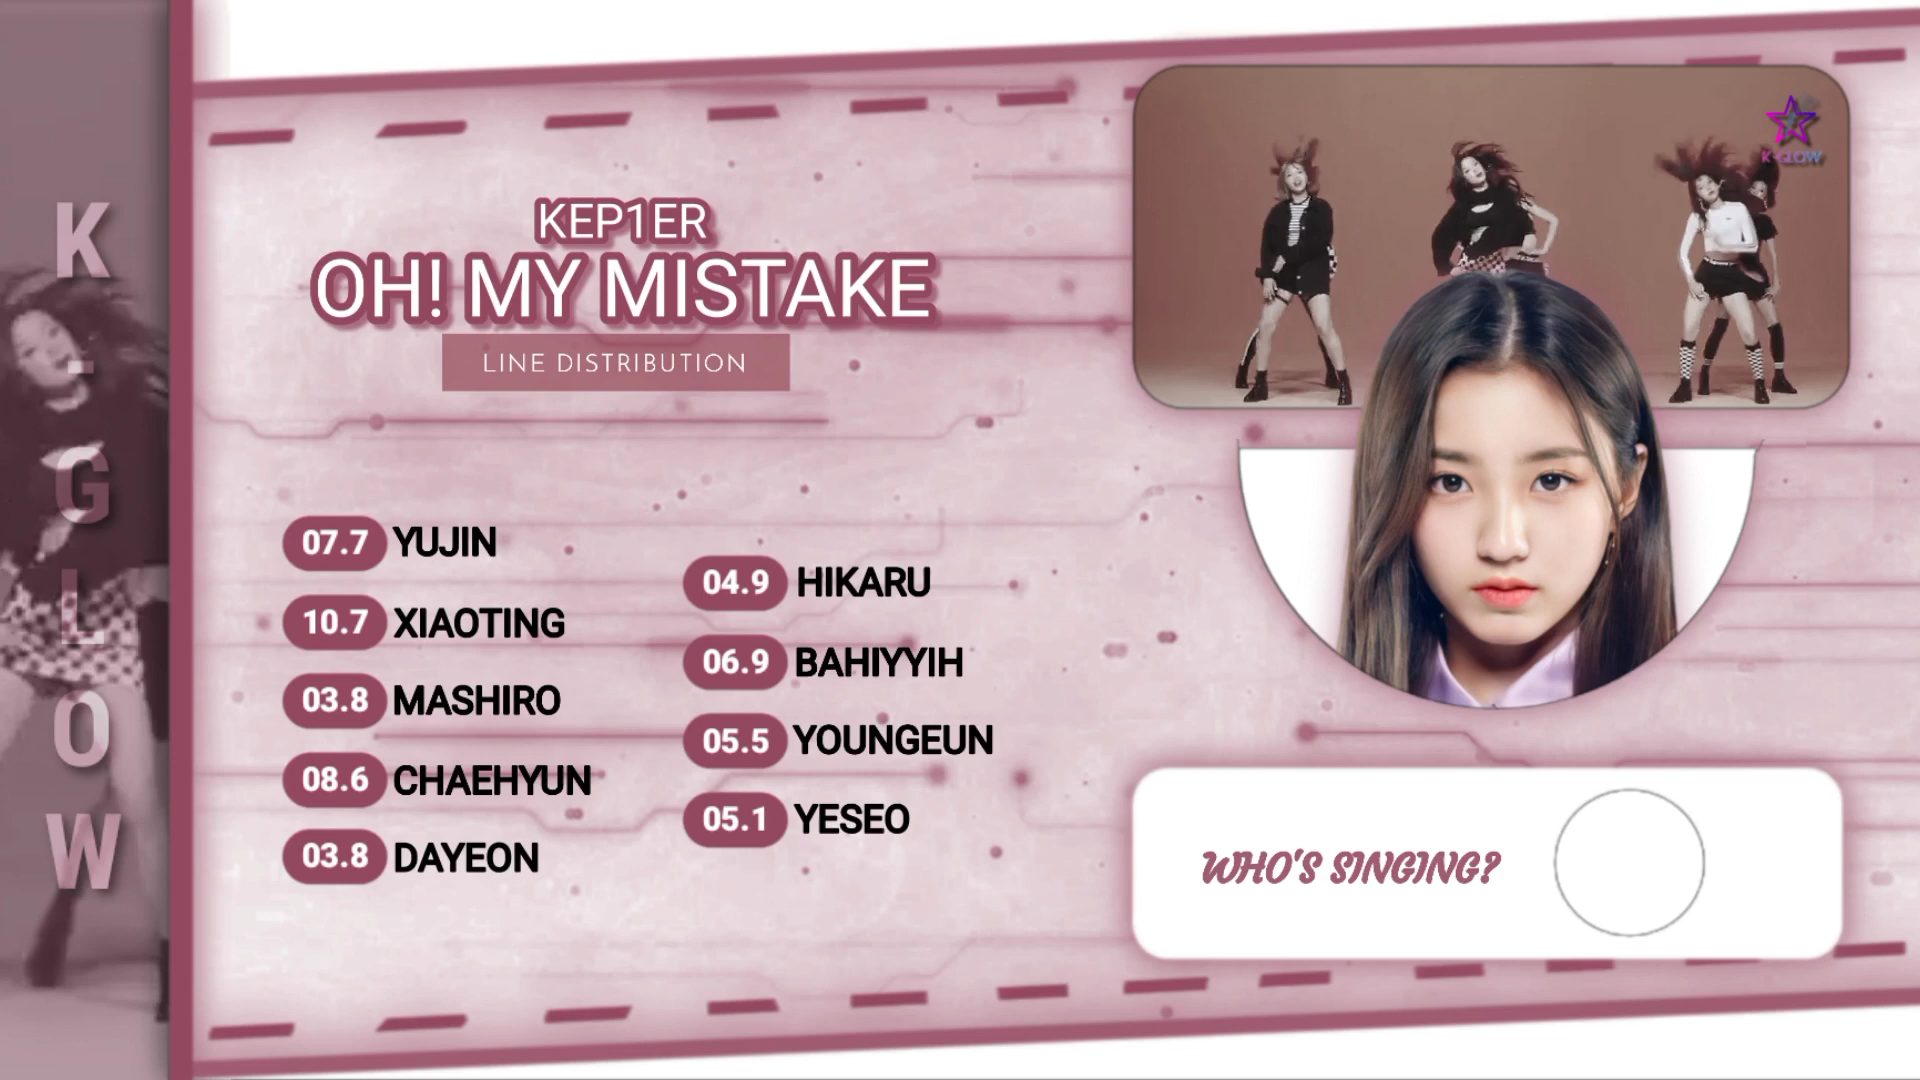 K-GLOW
KEP1ER
OH! MY MISTAKE
LINE DISTRIBUTION
07.7 YUJIN
10.7 XIAOTING
03.8 MASHIRO
08.6 CHAEHYUN
03.8 DAYEON
04.9 HIKARU
06.9 BAHIYYIH
05.5 YOUNGEUN
05.1 YESEO
K-GLOW
WHO'S SINGING?